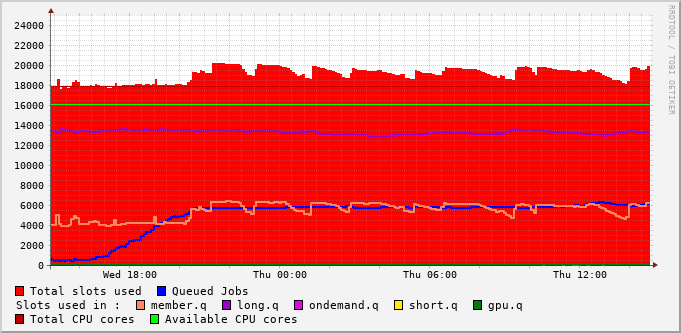 24000
22000
20000
18000
16000
14000
12000
10000
8000
6000
4000
2000
0
Wed 18:00 Thu 00:00 Thu 06:00 Thu 12:00
Total slots used Queued Jobs
Slots used in : member.q long.q ondemand.q short.q gpu.q
Total CPU cores Available CPU cores
RRDTOOL / TOBI OETIKER